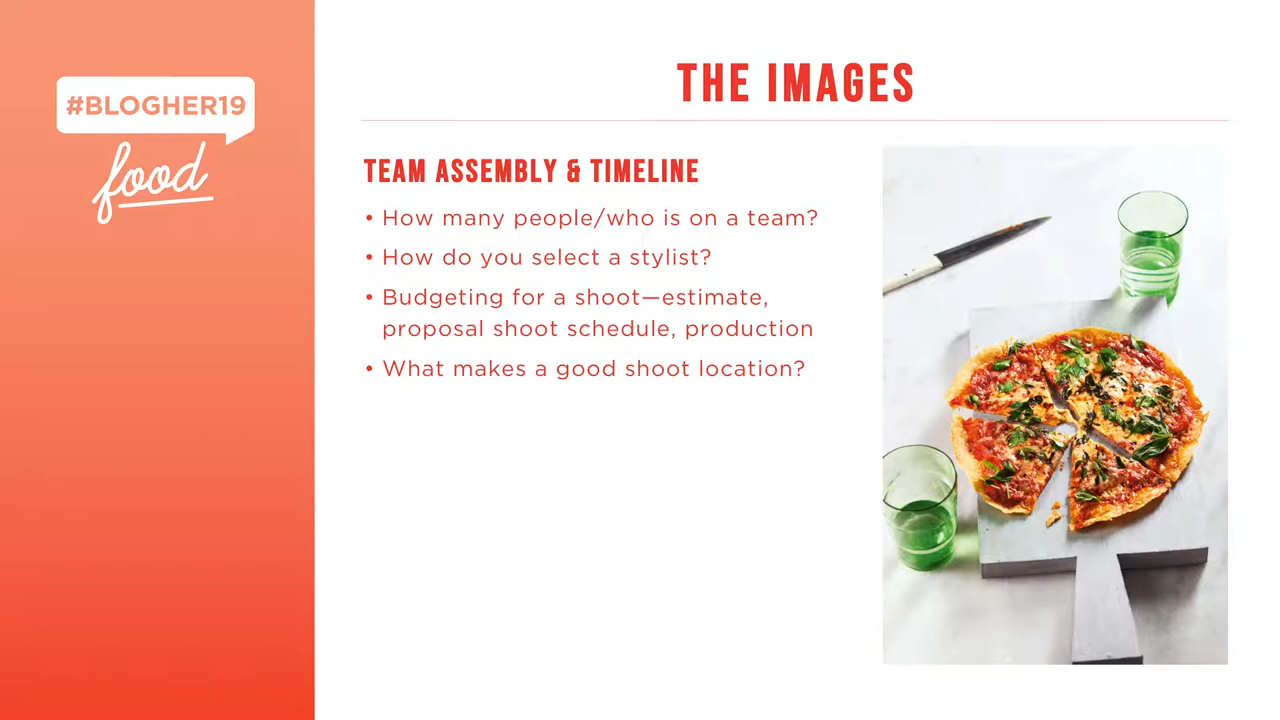 #BLOGHER19
food
THE IMAGES
TEAM ASSEMBLY & TIMELINE
• How many people/who is on a team?
• How do you select a stylist?
• Budgeting for a shoot—estimate,
proposal shoot schedule, production
• What makes a good shoot location?